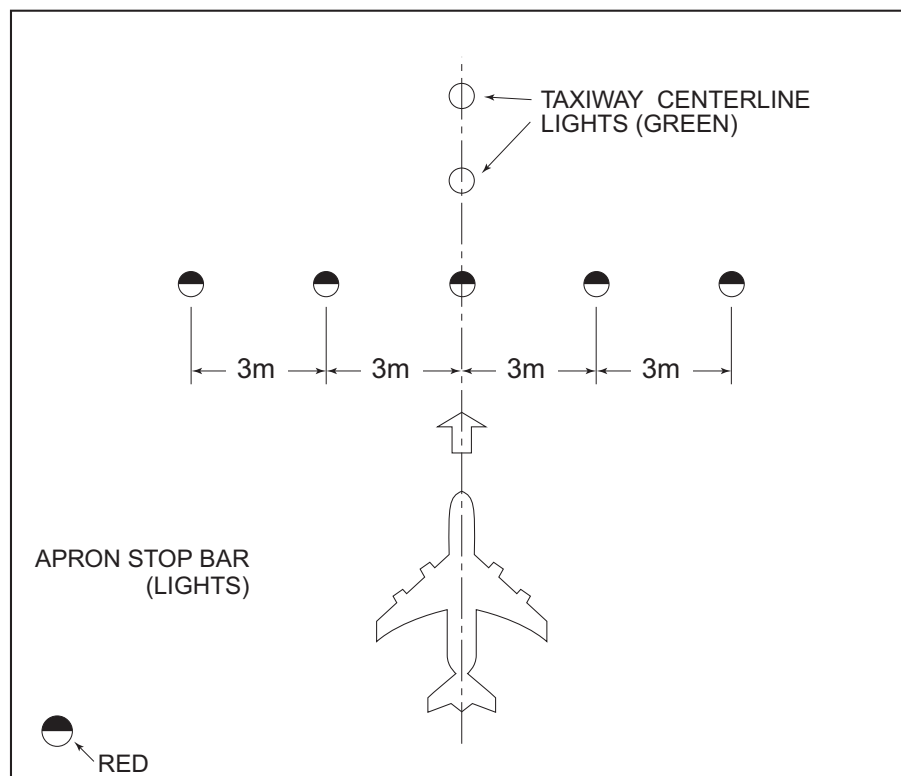 TAXIWAY CENTERLINE
LIGHTS (GREEN)
3m 3m 3m 3m
APRON STOP BAR
(LIGHTS)
RED